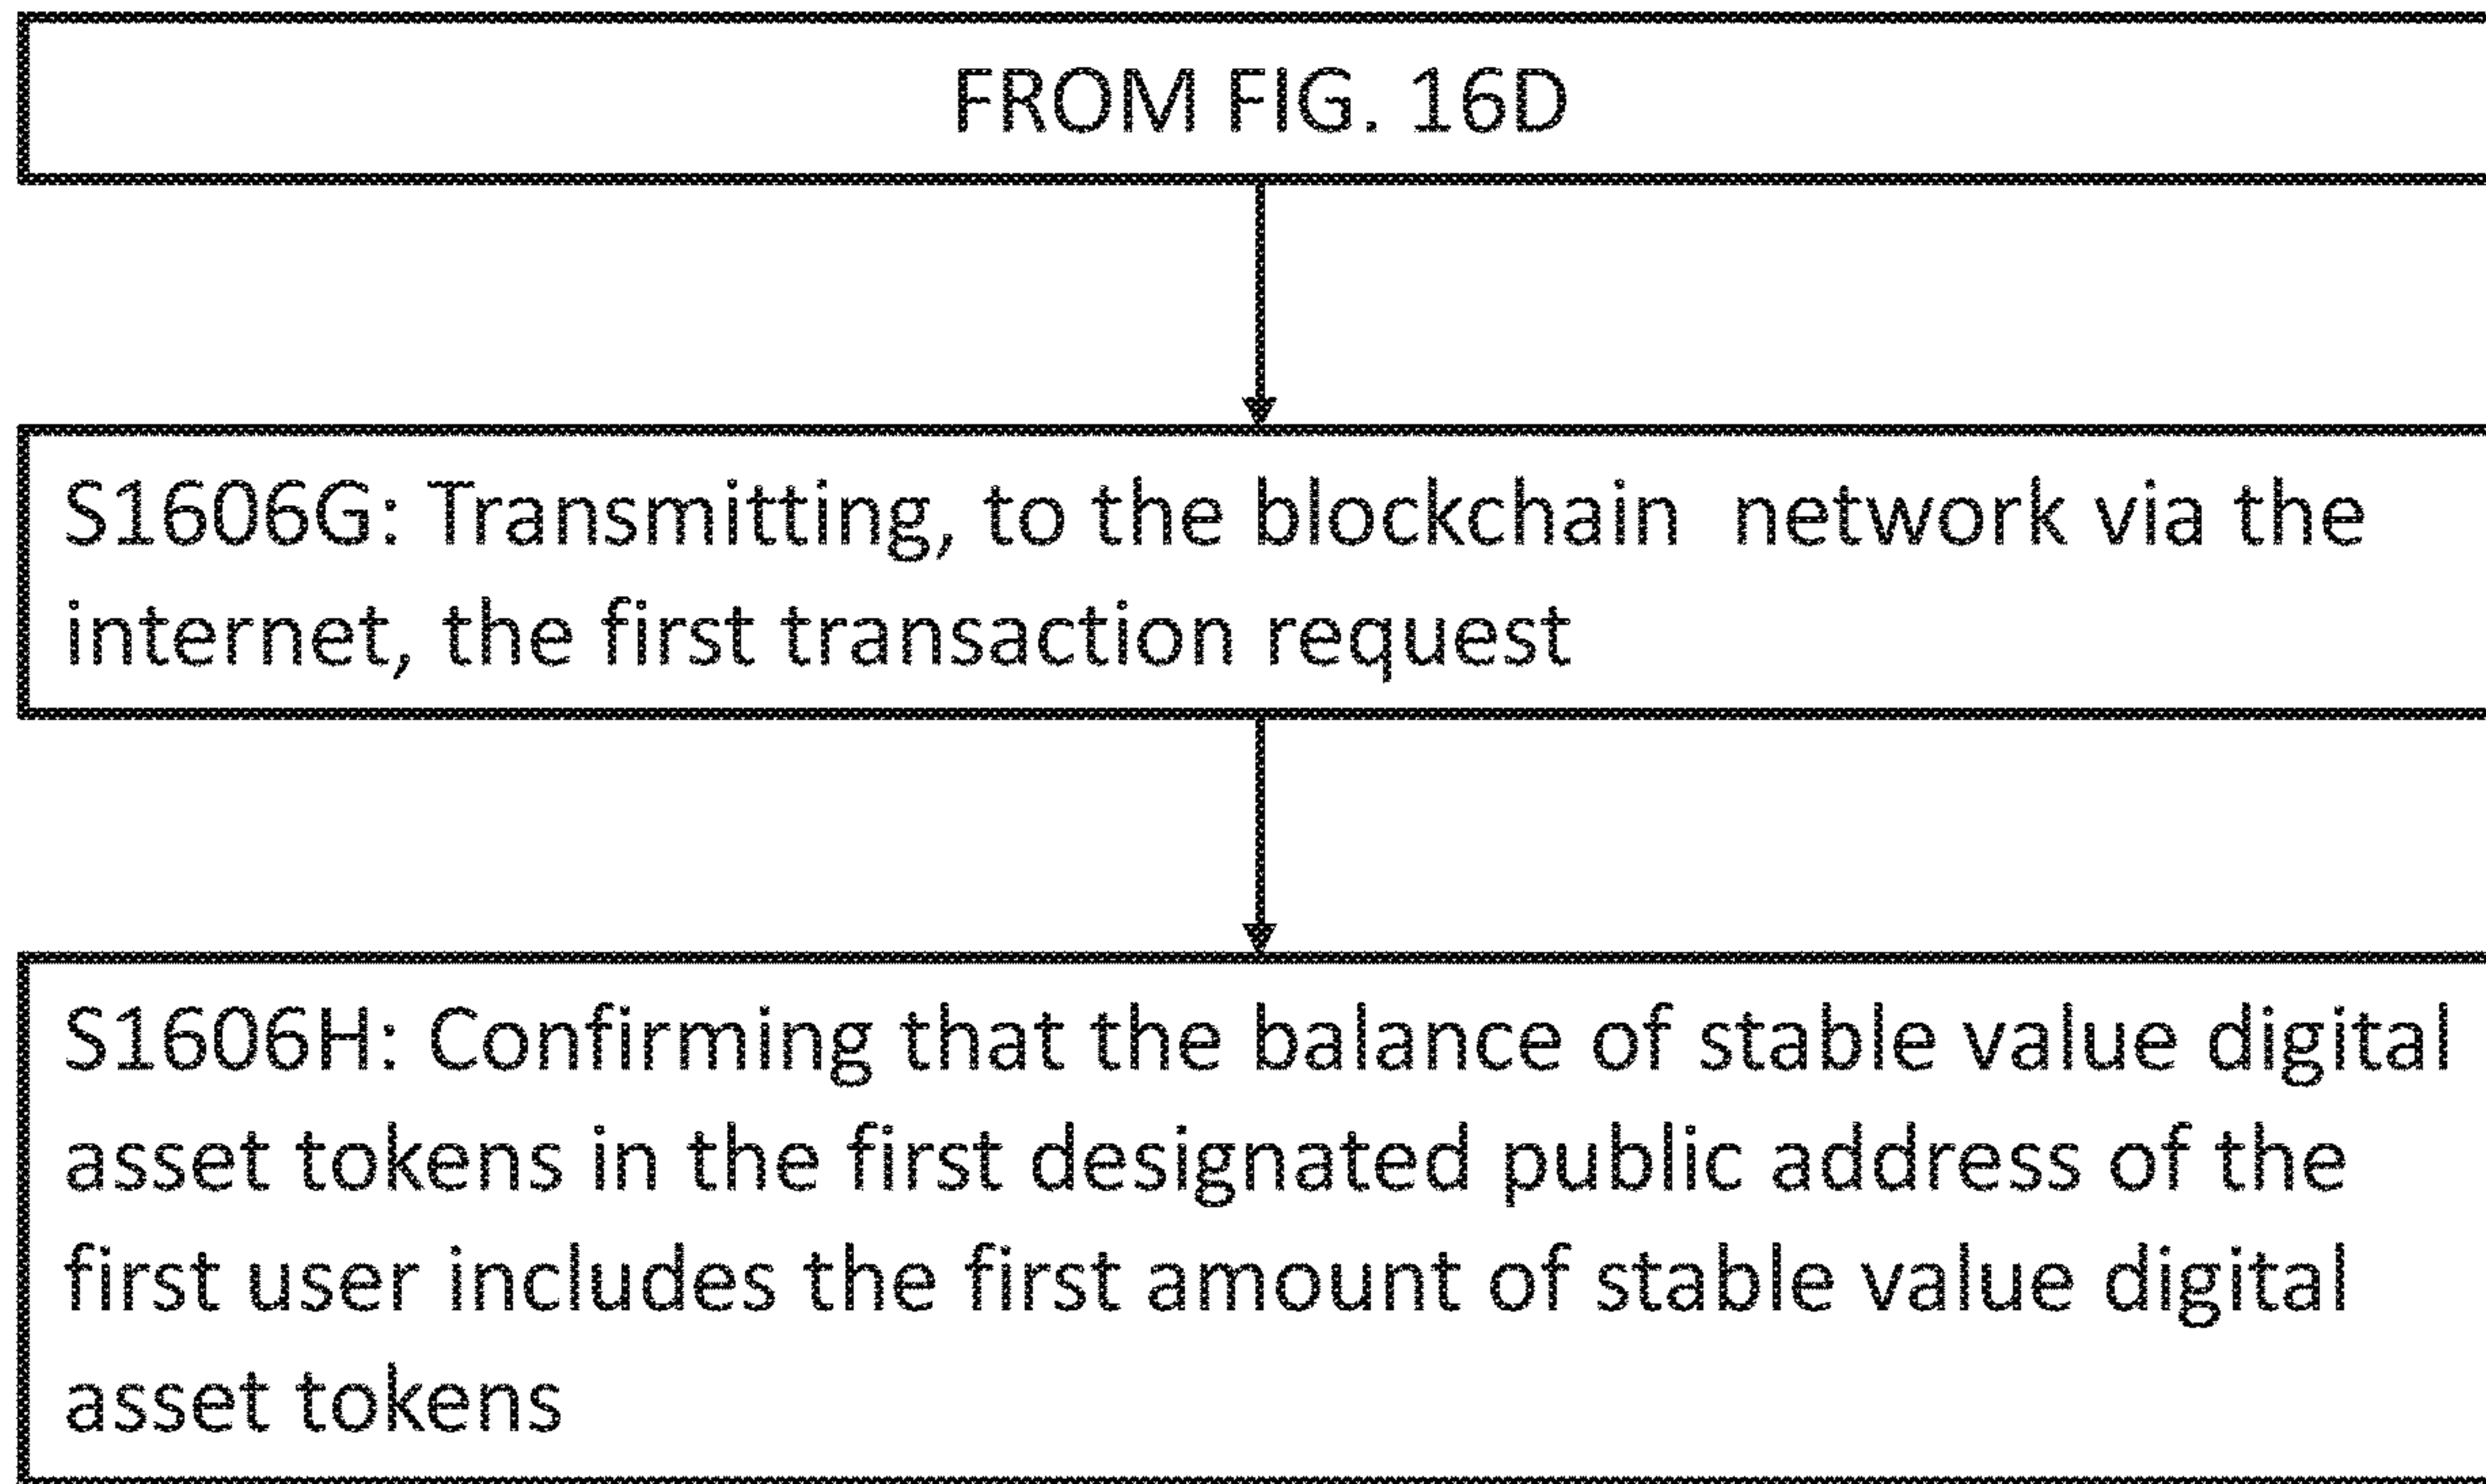 FROM FIG. 16D
S1606G: Transmitting, to the blockchain  network via the
internet, the first transaction request
S1606H: Confirming that the balance of stable value digital
asset tokens in the first designated public address of the
first user includes the first amount of stable value digital
asset tokens